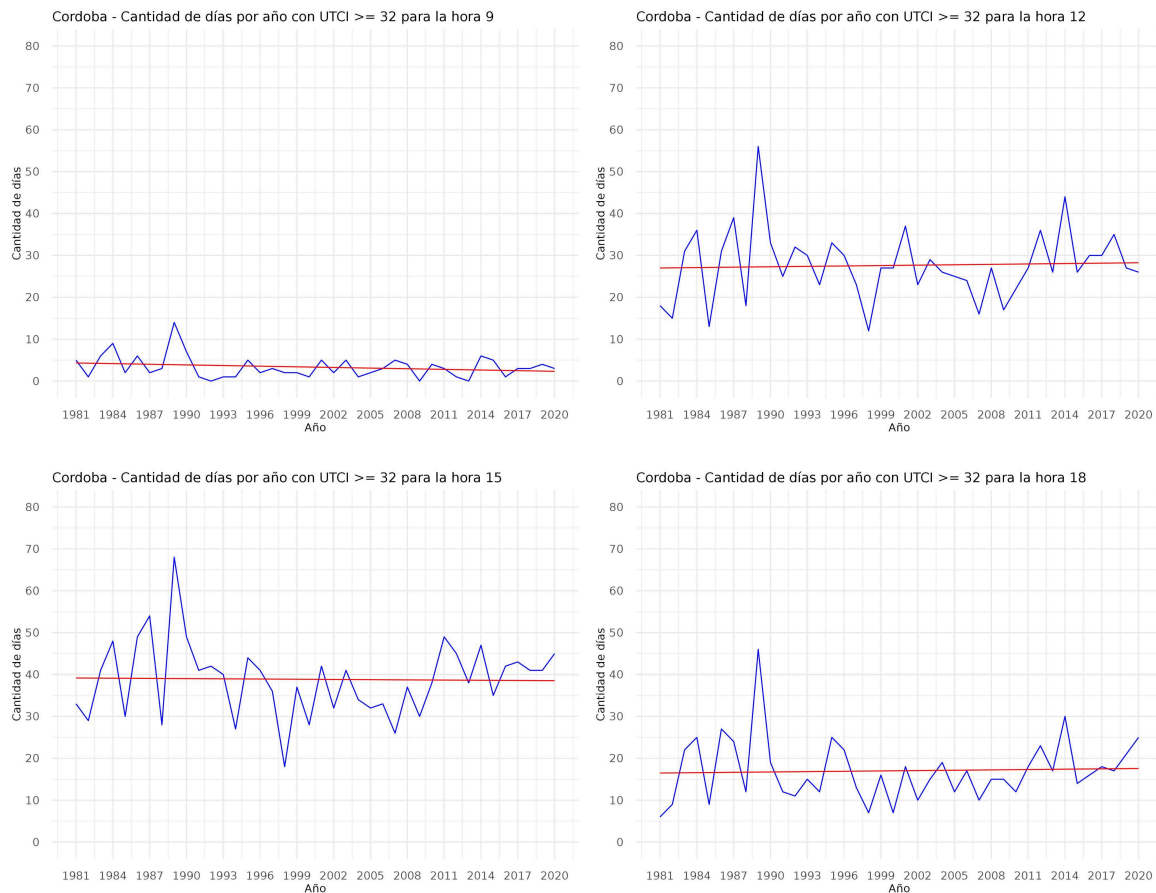 Cordoba - Cantidad de días por año con UTCI >= 32 para la hora 9
80
70
60
50
40
30
20
10
0
Cantidad de días
1981 1984 1987 1990 1993 1996 1999 2002 2005 2008 2011 2014 2017 2020
Año
Cordoba - Cantidad de días por año con UTCI >= 32 para la hora 12
80
70
60
50
40
30
20
10
0
Cantidad de días
1981 1984 1987 1990 1993 1996 1999 2002 2005 2008 2011 2014 2017 2020
Año
Cordoba - Cantidad de días por año con UTCI >= 32 para la hora 15
80
70
60
50
40
30
20
10
0
Cantidad de días
1981 1984 1987 1990 1993 1996 1999 2002 2005 2008 2011 2014 2017 2020
Año
Cordoba - Cantidad de días por año con UTCI >= 32 para la hora 18
80
70
60
50
40
30
20
10
0
Cantidad de días
1981 1984 1987 1990 1993 1996 1999 2002 2005 2008 2011 2014 2017 2020
Año